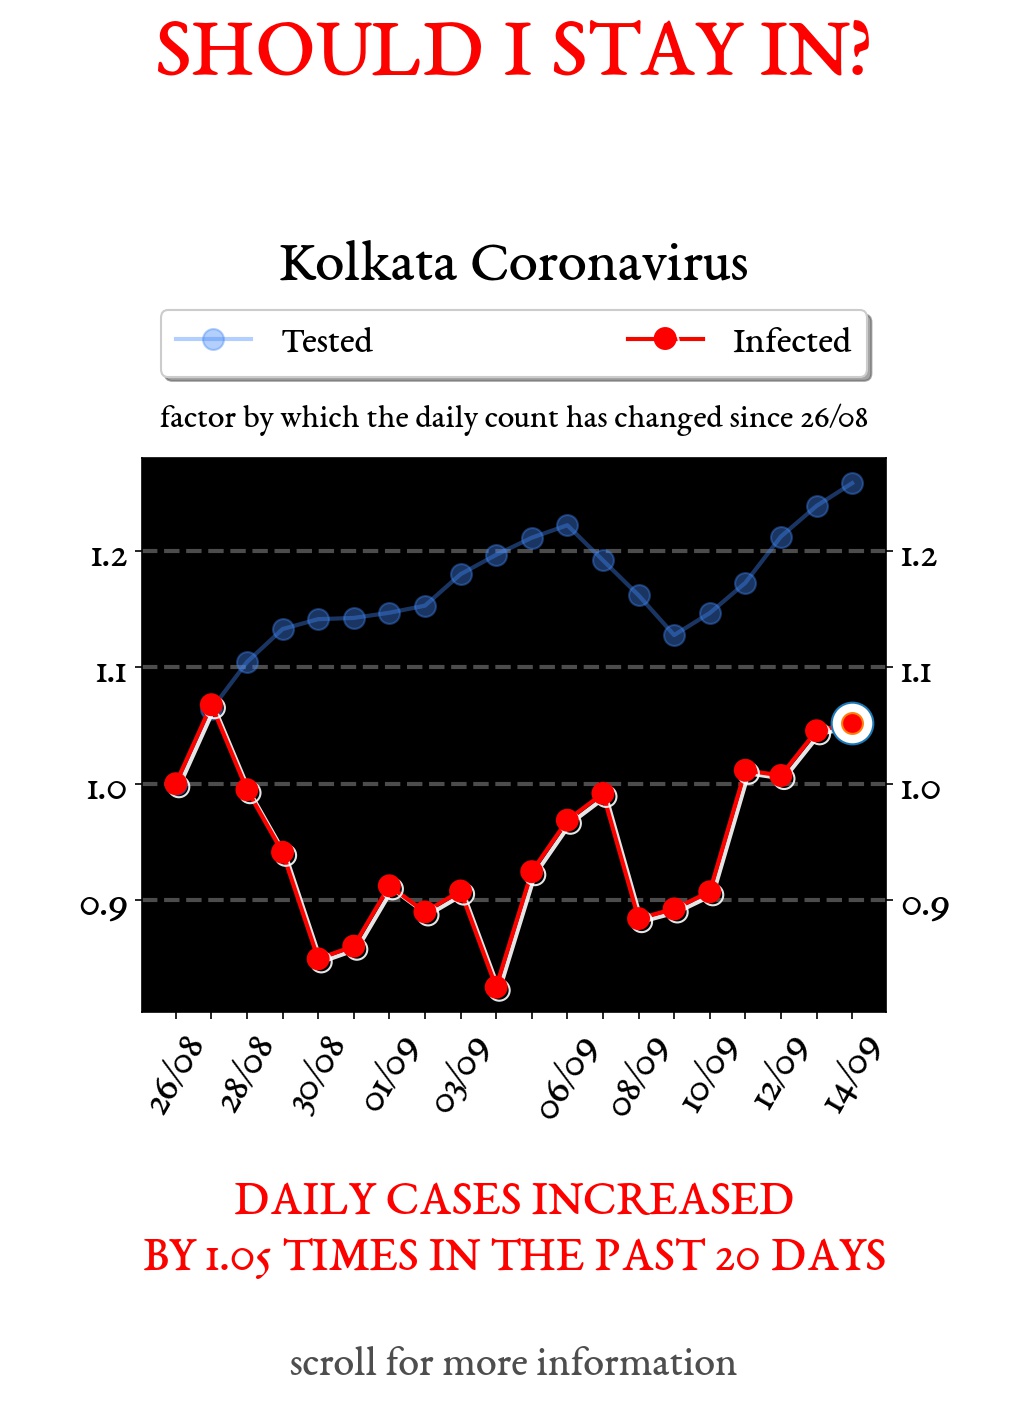 SHOULD I STAY IN?
Kolkata Coronavirus
Tested Infected
factor by which the daily count has changed since 26/08
1.2 1.2
1.1 1.1
1.0 1.0
0.9 0.9
26/08 28/08 30/08 01/09 03/09 06/09 08/09 10/09 12/09 14/09
DAILY CASES INCREASED
BY 1.05 TIMES IN THE PAST 20 DAYS
scroll for more information